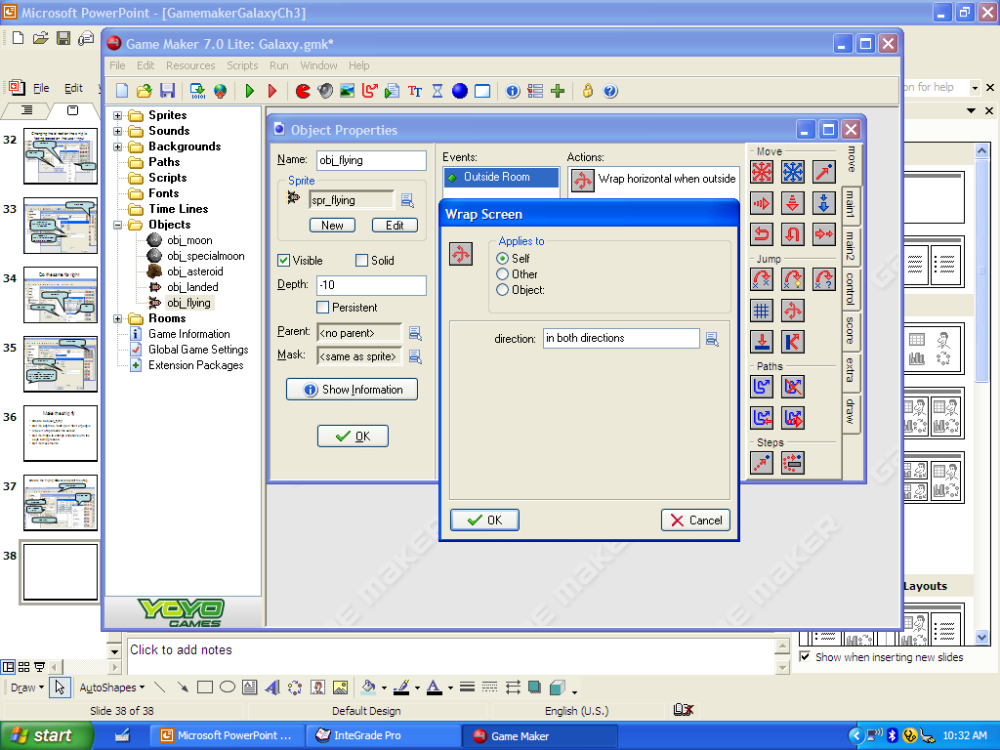 Microsoft PowerPoint - [GamemakerGalaxyCh3]
Game Maker 7.0 Lite: Galaxy.gmk*
File Edit Resources Scripts Run Window Help
File Edit
on for help
Sprites
Sounds
Backgrounds
Paths
Scripts
Fonts
Time Lines
Objects
obj_moon
obj_specialmoon
obj_asteroid
obj_landed
obj_flying
Rooms
Game Information
Global Game Settings
Extension Packages
YOYO
GAMES
Object Properties
Name: obj_flying
Sprite
spr_flying
New Edit
Visible Solid
Depth: -10
Persistent
Parent: <no parent>
Mask: <same as sprite>
Show Information
OK
Events:
Outside Room
Actions:
Wrap horizontal when outside
Wrap Screen
Applies to
Self
Other
Object:
direction: in both directions
OK Cancel
Move
Jump
Paths
Steps
move
main1
main2
control
score
extra
draw
32
33
34
35
36
37
38
GAME MAKER
Layouts
Show when inserting new slides
Click to add notes
Draw AutoShapes
Slide 38 of 38 Default Design English (U.S.)
start Microsoft PowerPoint ... InteGrade Pro Game Maker 10:32 AM